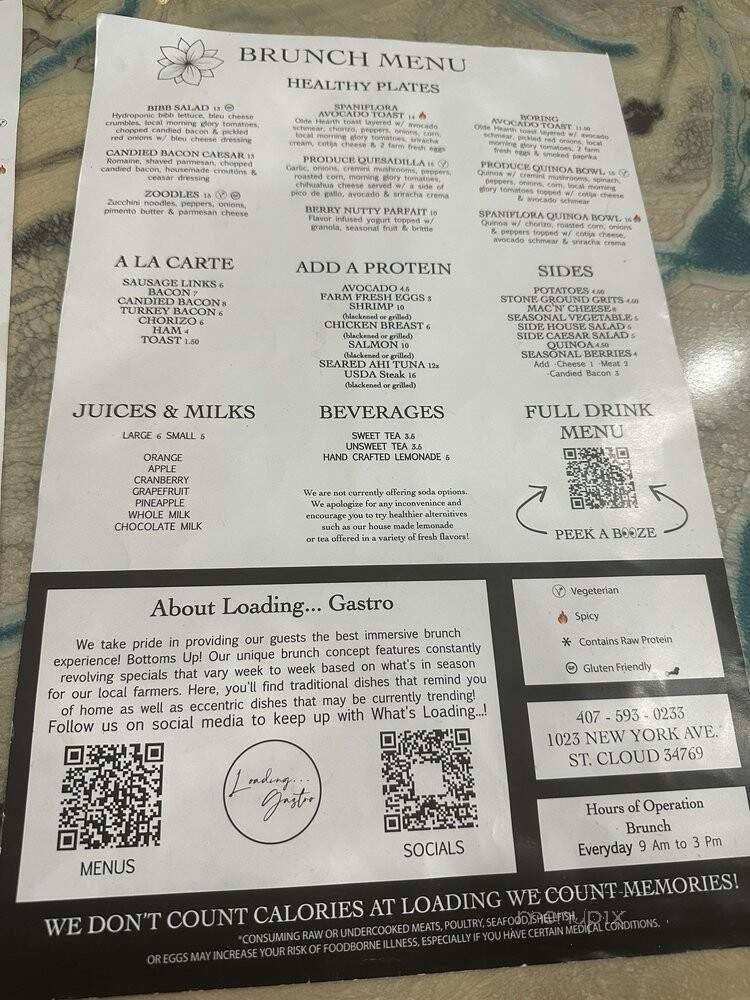 BRUNCH MENU
HEALTHY PLATES
BIBB SALAD 13
Hydroponic bibb lettuce, bleu cheese
crumbles, local morning glory tomatoes,
chopped candied bacon & pickled
red onions w/ bleu cheese dressing
CANDIED BACON CAESAR 13
Romaine, shaved parmesan, chopped
candied bacon, housemade croutons &
ceasar dressing
ZOODLES 15
Zucchini noodles, peppers, onions,
pimento butter & parmesan cheese
SPANIFLORA
AVOCADO TOAST 14
Olde Hearth toast layered w/ avocado
schmear, chorizo, peppers, onions, corn,
local morning glory tomatoes, sriracha
cream, cotija cheese & 2 farm fresh eggs
PRODUCE QUESADILLA 15
Garlic, onions, cremini mushrooms, peppers,
roasted corn, morning glory tomatoes,
chihuahua cheese served w/ a side of
pico de gallo, avocado & sriracha crema
BERRY NUTTY PARFAIT 10
Flavor infused yogurt topped w/
granola, seasonal fruit & brittle
BORING
AVOCADO TOAST 11.50
Olde Hearth toast layered w/ avocado
schmear, pickled red onions, local
morning glory tomatoes, 2 farm
fresh eggs & smoked paprika
PRODUCE QUINOA BOWL 15
Quinoa w/ cremini mushrooms, spinach,
peppers, onions, corn, local morning
glory tomatoes topped w/ cotija cheese
& avocado schmear
SPANIFLORA QUINOA BOWL 16
Quinoa w/ chorizo, roasted corn, onions
& peppers topped w/ cotija cheese,
avocado schmear & sriracha crema
A LA CARTE
SAUSAGE LINKS 6
BACON 7
CANDIED BACON 8
TURKEY BACON 6
CHORIZO 6
HAM 4
TOAST 1.50
ADD A PROTEIN
AVOCADO 4.5
FARM FRESH EGGS 3
SHRIMP 10
(blackened or grilled)
CHICKEN BREAST 6
(blackened or grilled)
SALMON 10
(blackened or grilled)
SEARED AHI TUNA 12
USDA Steak 16
(blackened or grilled)
SIDES
POTATOES 4.50
STONE GROUND GRITS 4.50
MAC'N' CHEESE 6
SEASONAL VEGETABLE 5
SIDE HOUSE SALAD 5
SIDE CAESAR SALAD 5
QUINOA 4.50
SEASONAL BERRIES 4
Add -Cheese 1 -Meat 2
-Candied Bacon 3
JUICES & MILKS
LARGE 6 SMALL 5
ORANGE
APPLE
CRANBERRY
GRAPEFRUIT
PINEAPPLE
WHOLE MILK
CHOCOLATE MILK
BEVERAGES
SWEET TEA 3.5
UNSWEET TEA 3.5
HAND CRAFTED LEMONADE 5
We are not currently offering soda options.
We apologize for any inconvenince and
encourage you to try healthier alternitives
such as our house made lemonade
or tea offered in a variety of fresh flavors!
FULL DRINK
MENU
PEEK A BOOZE
About Loading... Gastro
We take pride in providing our guests the best immersive brunch
experience! Bottoms Up! Our unique brunch concept features constantly
revolving specials that vary week to week based on what's in season
for our local farmers. Here, you'll find traditional dishes that remind you
of home as well as eccentric dishes that may be currently trending!
Follow us on social media to keep up with What's Loading...!
MENUS
Loading...
Gastro
SOCIALS
Vegeterian
Spicy
* Contains Raw Protein
Gluten Friendly
407 - 593 - 0233
1023 NEW YORK AVE.
ST. CLOUD 34769
Hours of Operation
Brunch
Everyday 9 Am to 3 Pm
WE DON'T COUNT CALORIES AT LOADING WE COUNT MEMORIES!
*CONSUMING RAW OR UNDERCOOKED MEATS, POULTRY, SEAFOOD, SHELLFISH,
OR EGGS MAY INCREASE YOUR RISK OF FOODBORNE ILLNESS, ESPECIALLY IF YOU HAVE CERTAIN MEDICAL CONDITIONS.
menupix